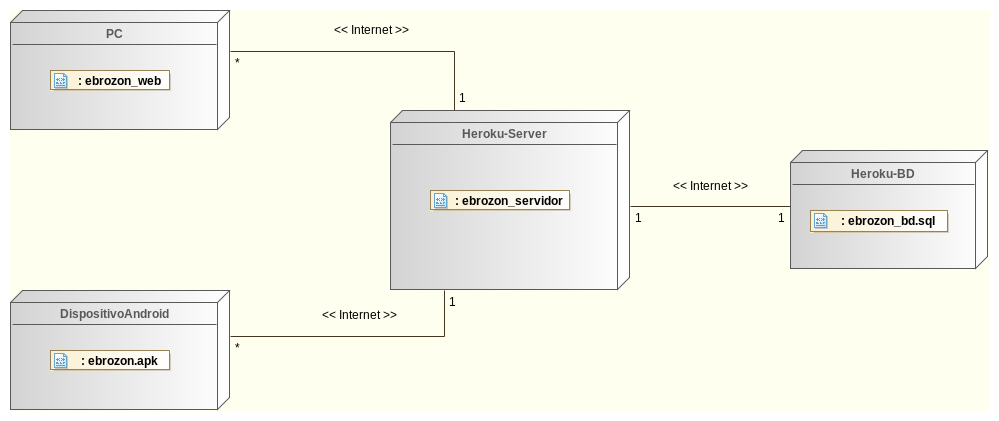 PC
: ebrozon_web
<< Internet >>
*
1
Heroku-Server
: ebrozon_servidor
<< Internet >>
1
1
Heroku-BD
: ebrozon_bd.sql
DispositivoAndroid
: ebrozon.apk
<< Internet >>
*
1